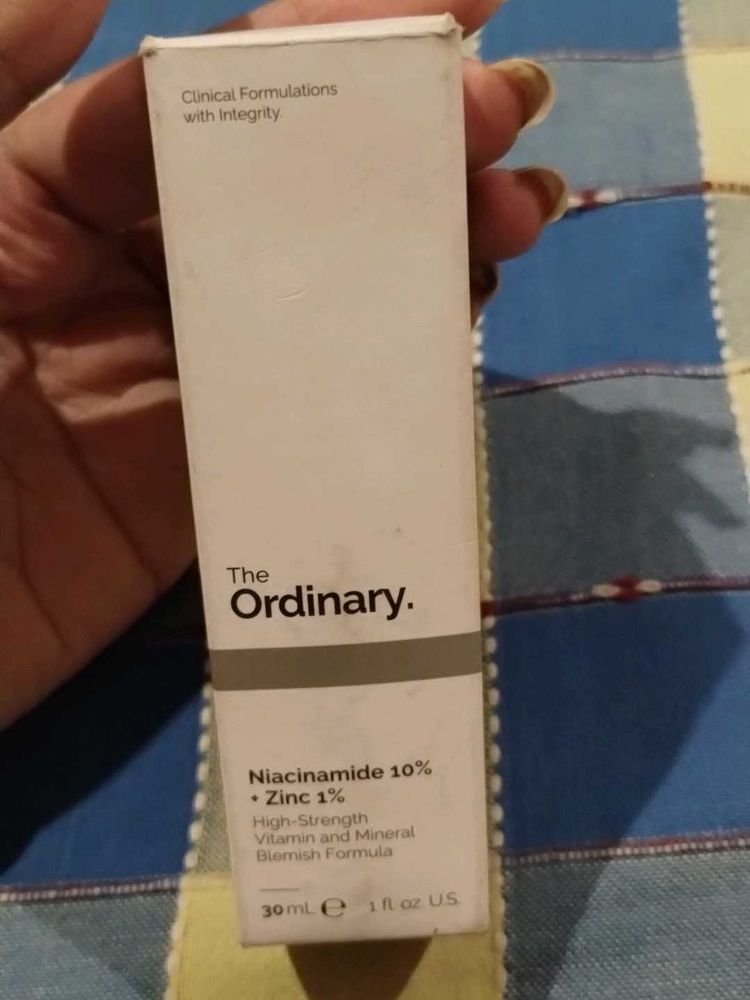 Clinical Formulations
with Integrity.
The
Ordinary.
Niacinamide 10%
+ Zinc 1%
High-Strength
Vitamin and Mineral
Blemish Formula
30 mL ℮ 1 fl oz U.S.